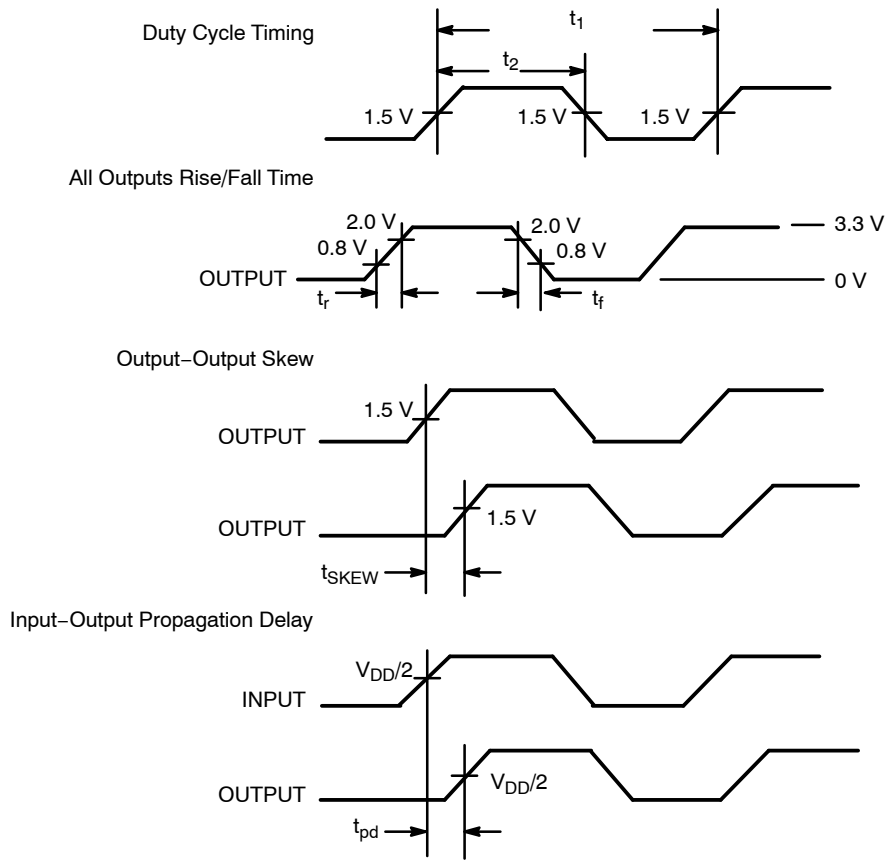 Duty Cycle Timing
t1
t2
1.5 V 1.5 V 1.5 V
All Outputs Rise/Fall Time
2.0 V 2.0 V 3.3 V
0.8 V 0.8 V
OUTPUT 0 V
tr tf
Output−Output Skew
1.5 V
OUTPUT
1.5 V
OUTPUT
tSKEW
Input−Output Propagation Delay
VDD/2
INPUT
VDD/2
OUTPUT
tpd